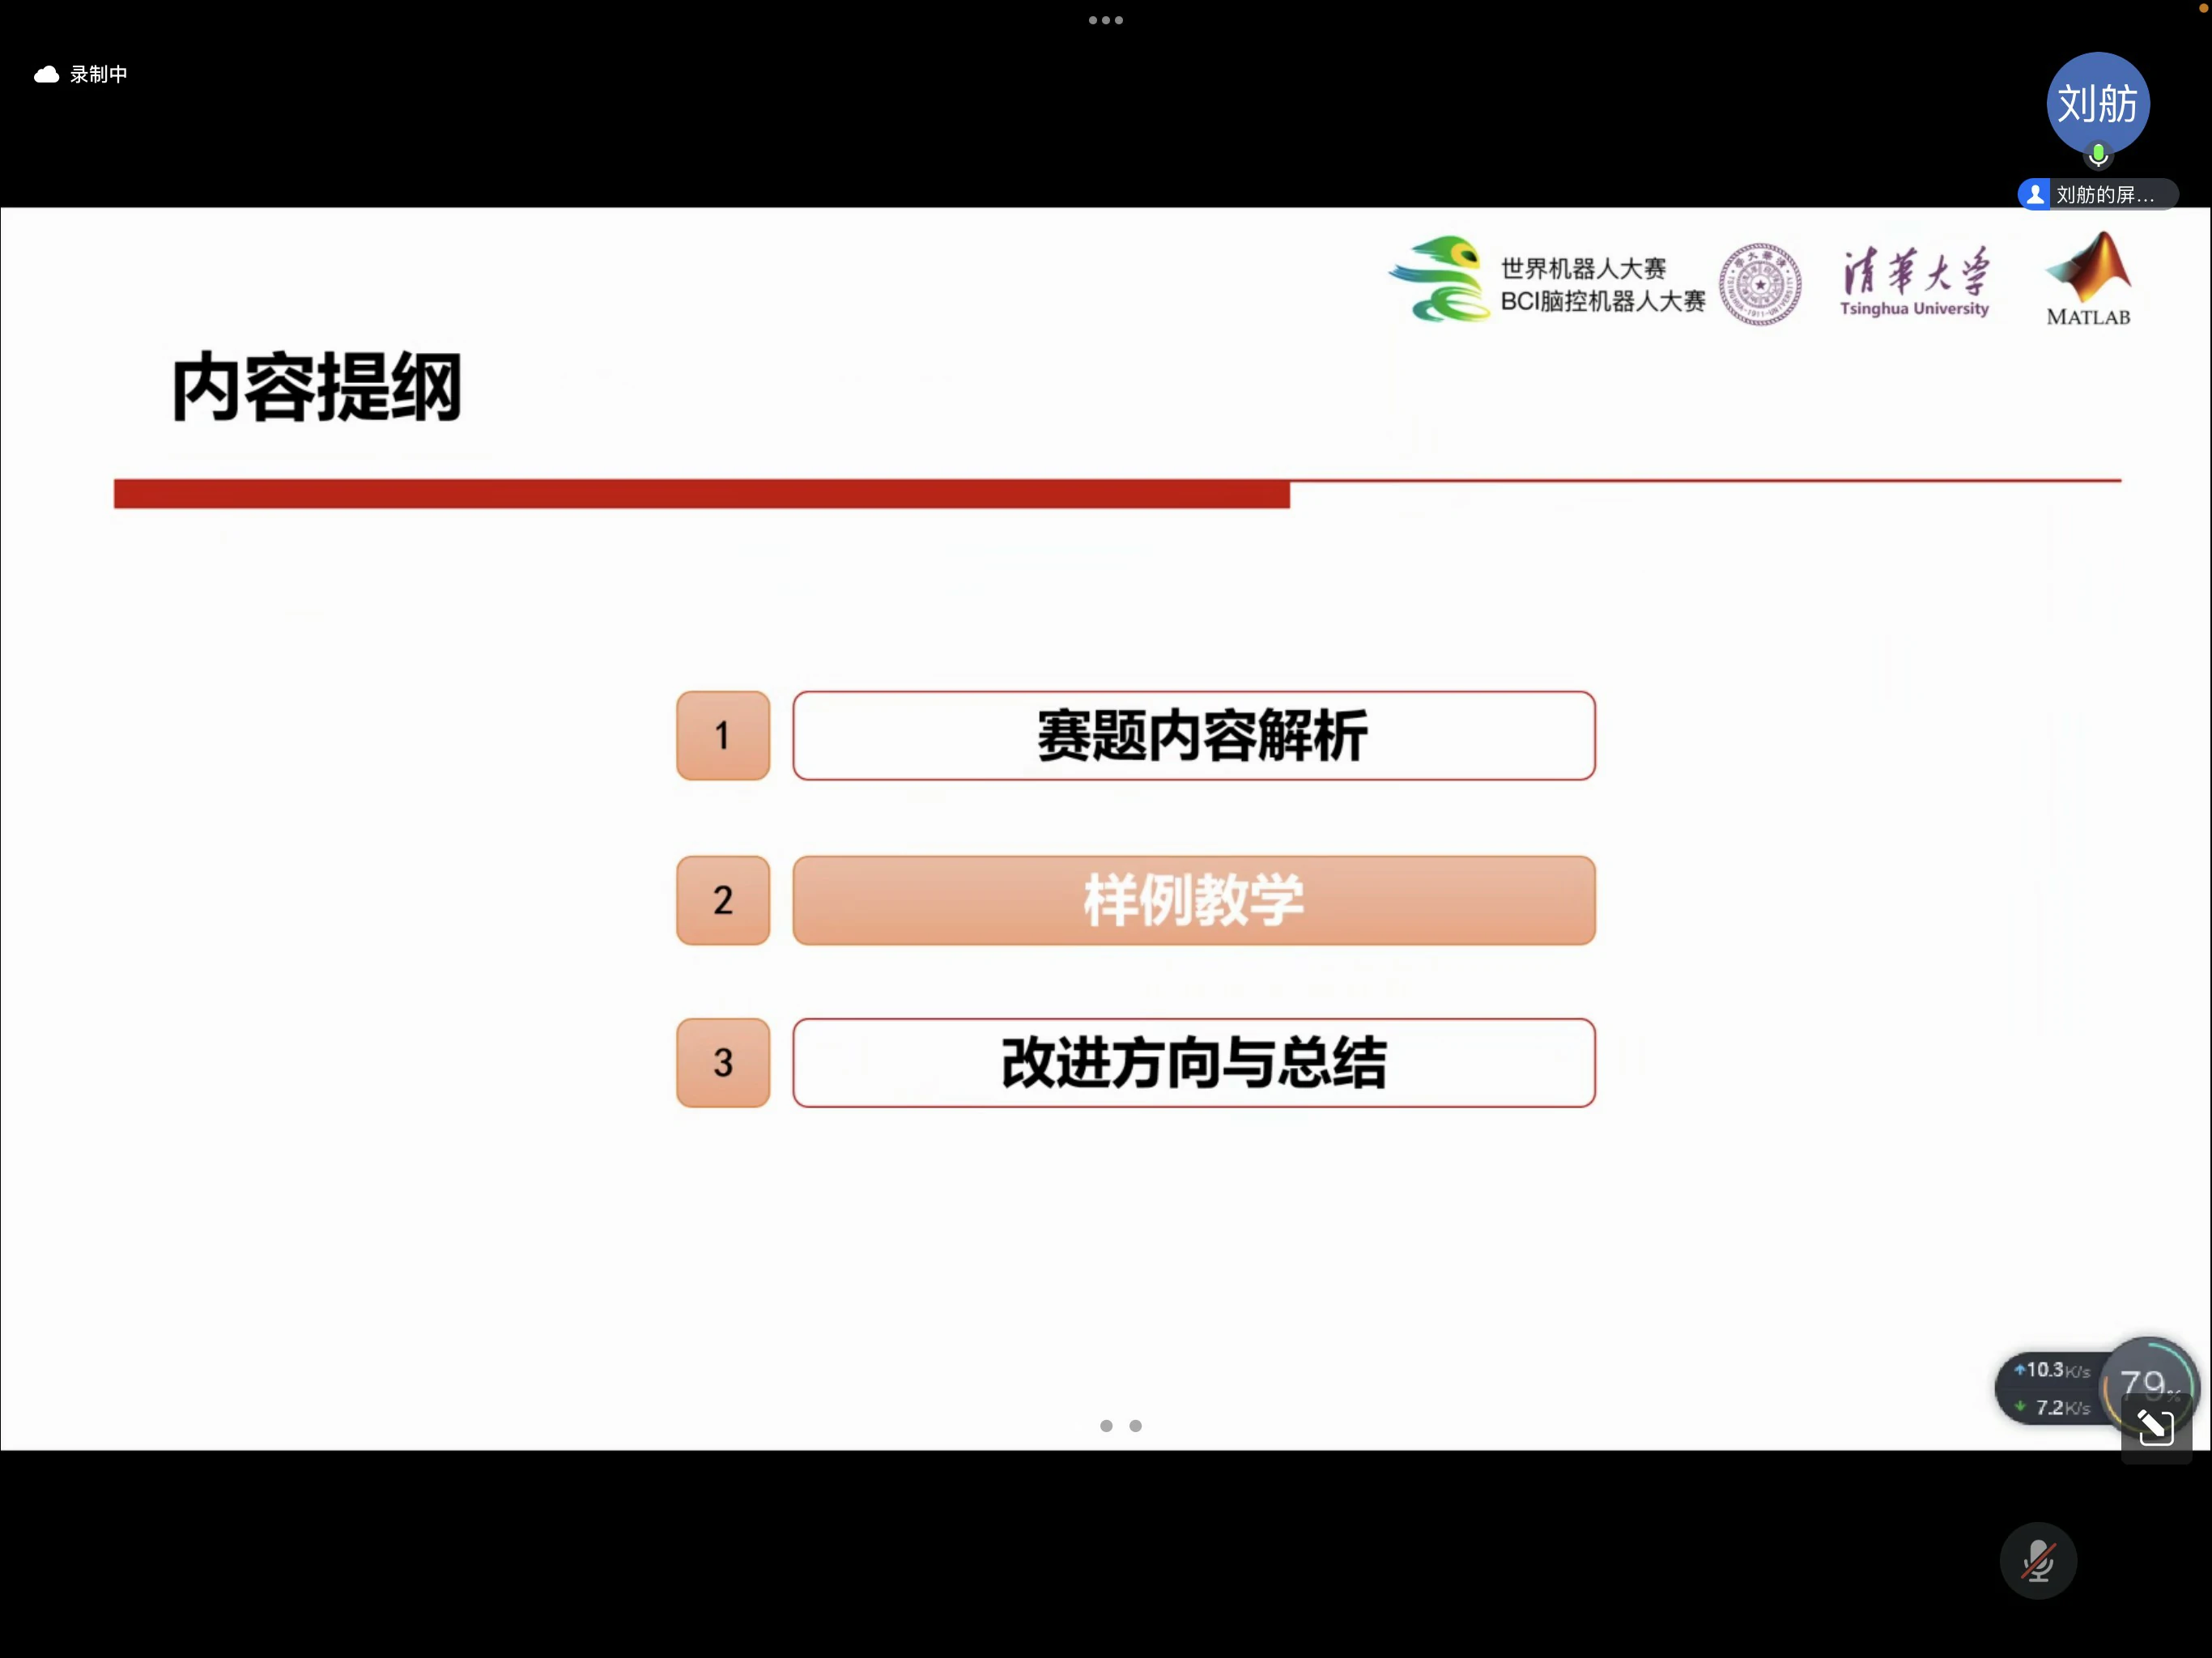 录制中
刘舫
刘舫的屏...
世界机器人大赛
BCI脑控机器人大赛
清华大学
Tsinghua University
MATLAB
内容提纲
1
赛题内容解析
2
样例教学
3
改进方向与总结
10.3K/s
7.2K/s
79%